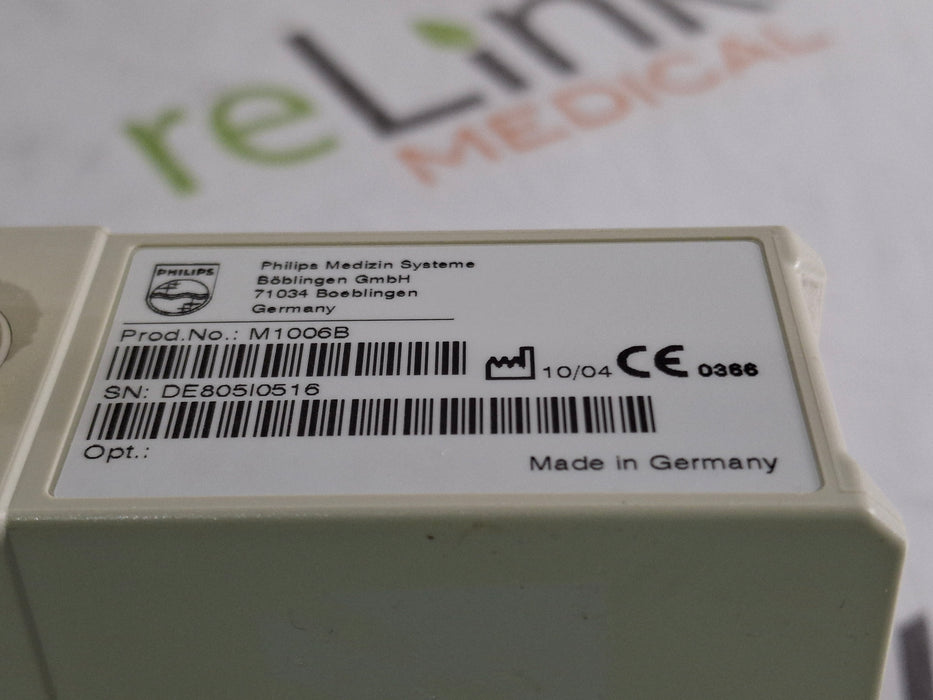 reLink
MEDICAL
PHILIPS
Philips Medizin Systeme
Böblingen GmbH
71034 Boeblingen
Germany
Prod.No.: M1006B
10/04 CE 0366
SN: DE805I0516
Opt.:
Made in Germany